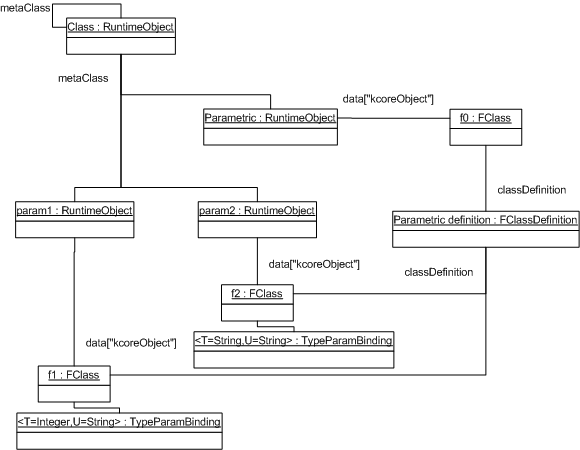 metaClass
Class : RuntimeObject
metaClass
data["kcoreObject"]
Parametric : RuntimeObject
f0 : FClass
classDefinition
param1 : RuntimeObject
param2 : RuntimeObject
Parametric definition : FClassDefinition
data["kcoreObject"]
classDefinition
f2 : FClass
<T=String,U=String> : TypeParamBinding
data["kcoreObject"]
f1 : FClass
<T=Integer,U=String> : TypeParamBinding